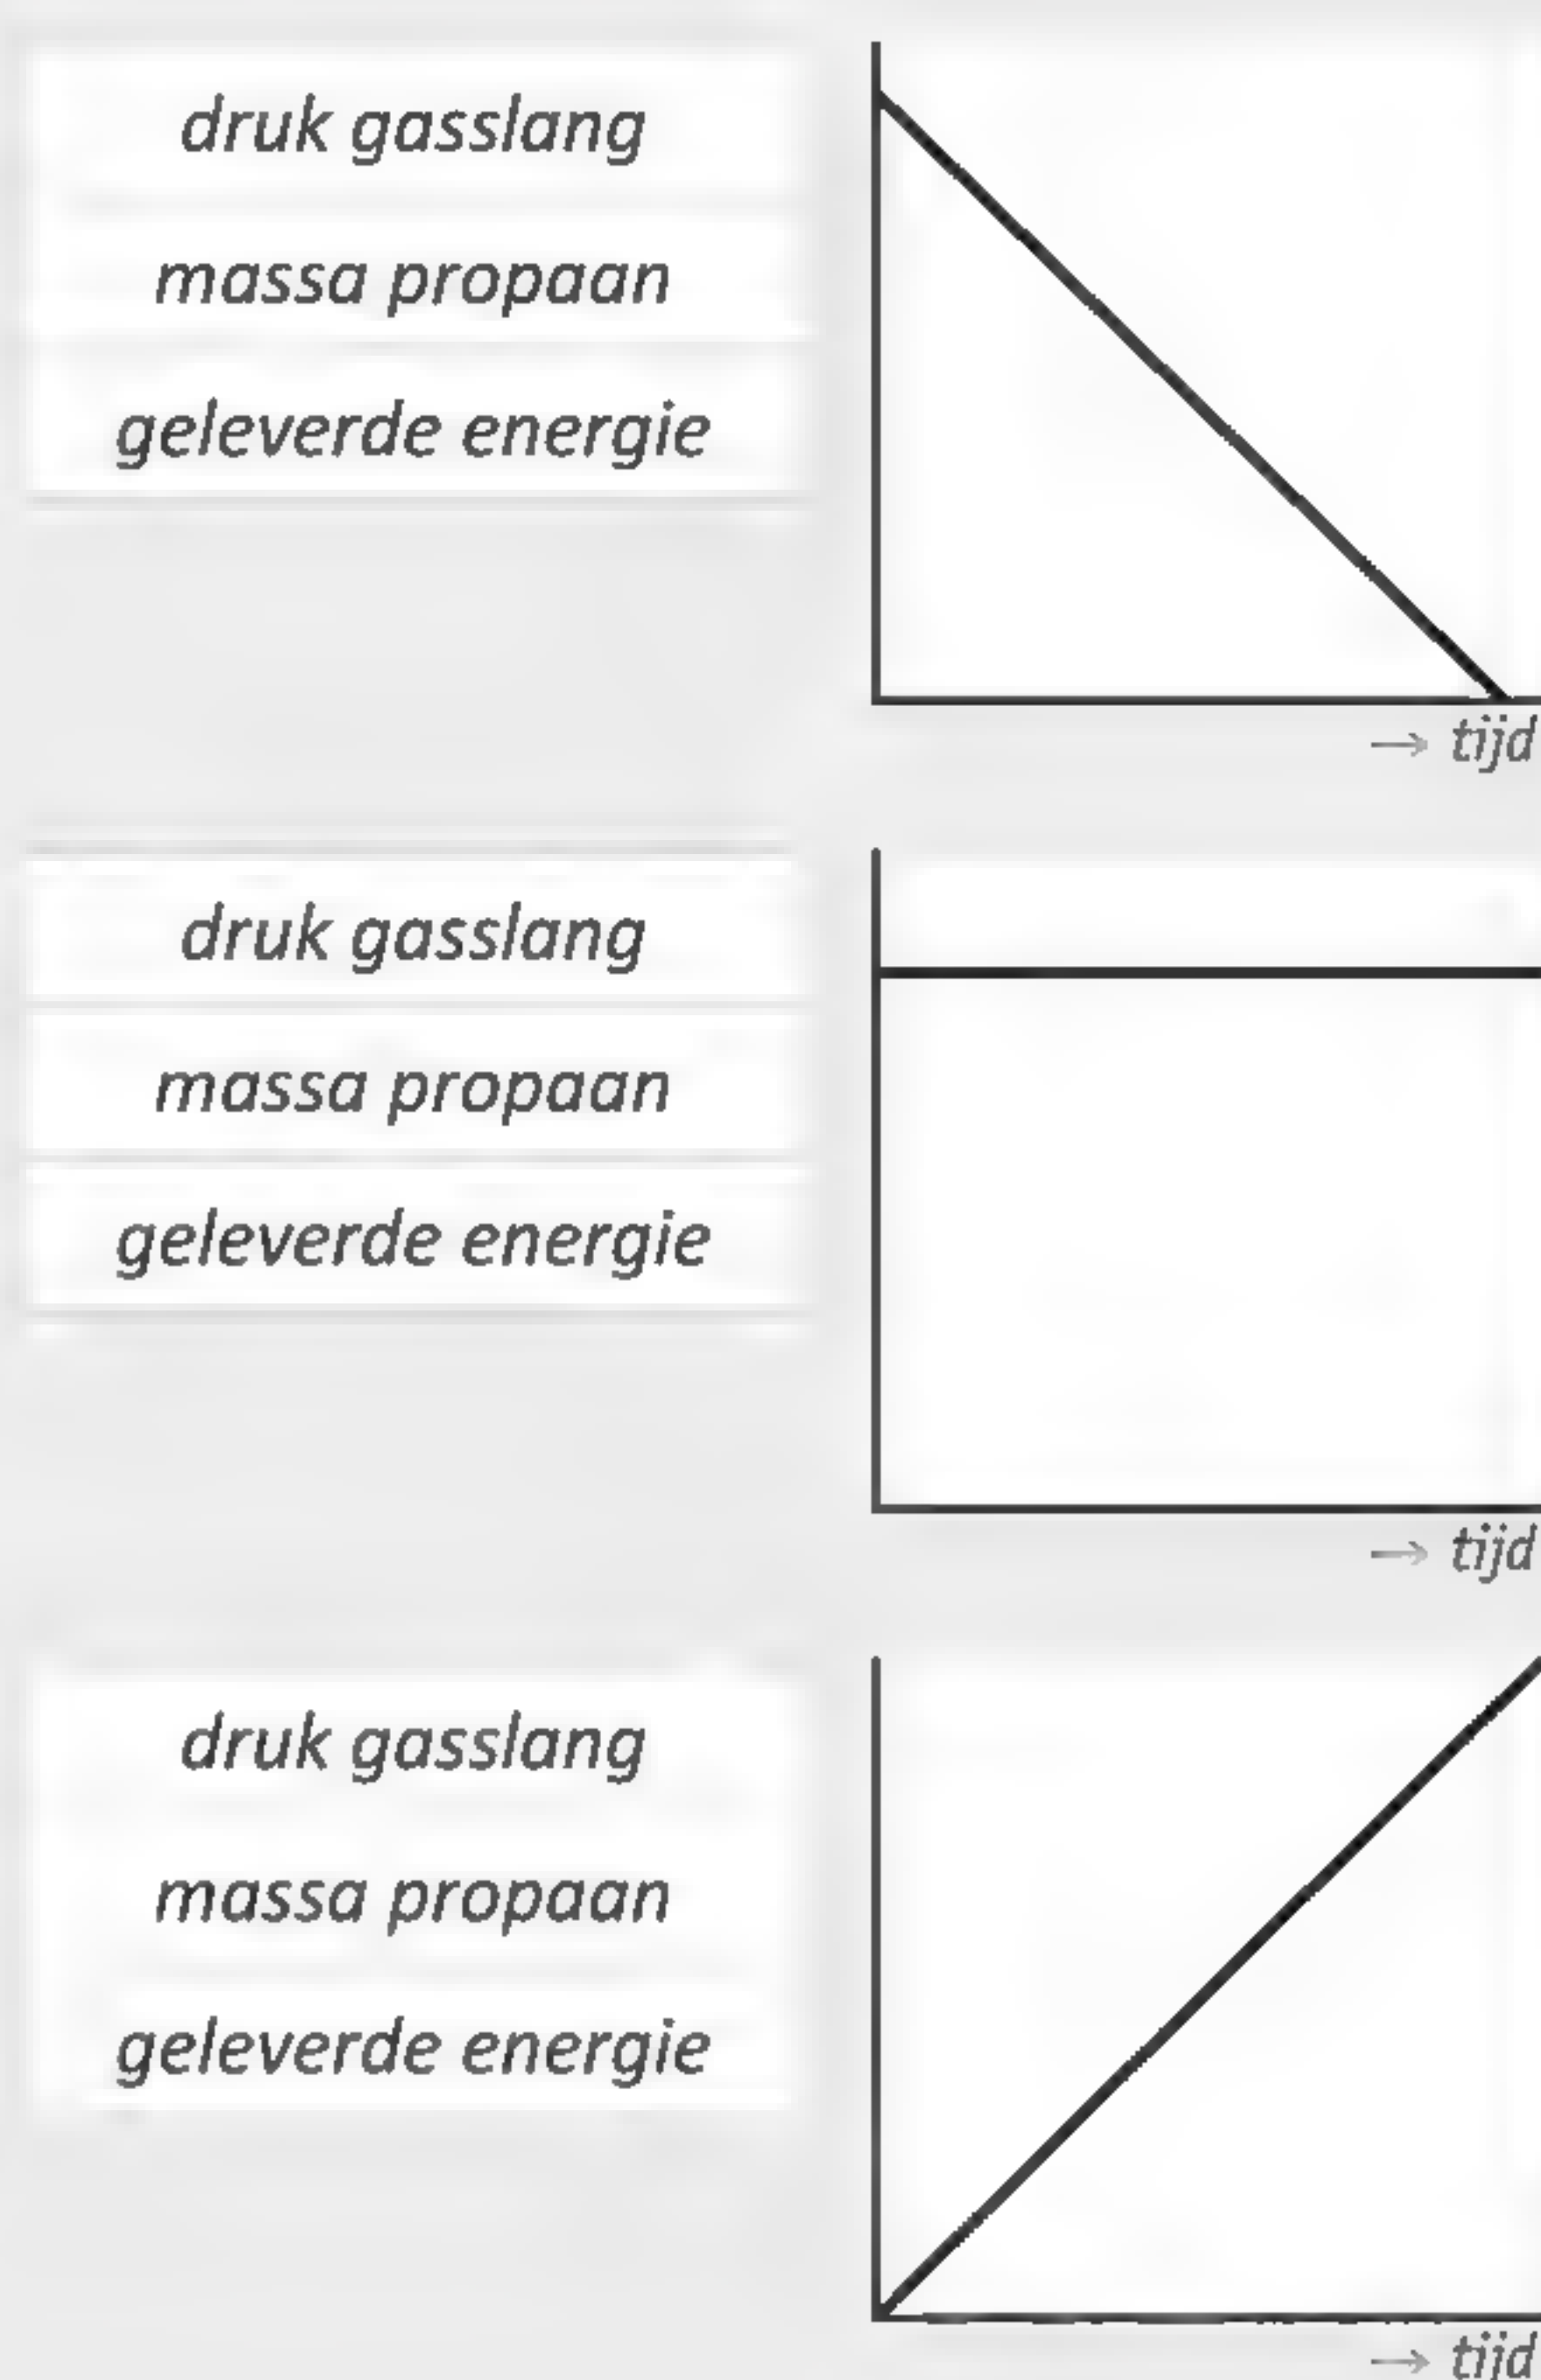 druk gasslang
massa propaan
geleverde energie
→ tijd
druk gasslang
massa propaan
geleverde energie
→ tijd
druk gasslang
massa propaan
geleverde energie
→ tijd